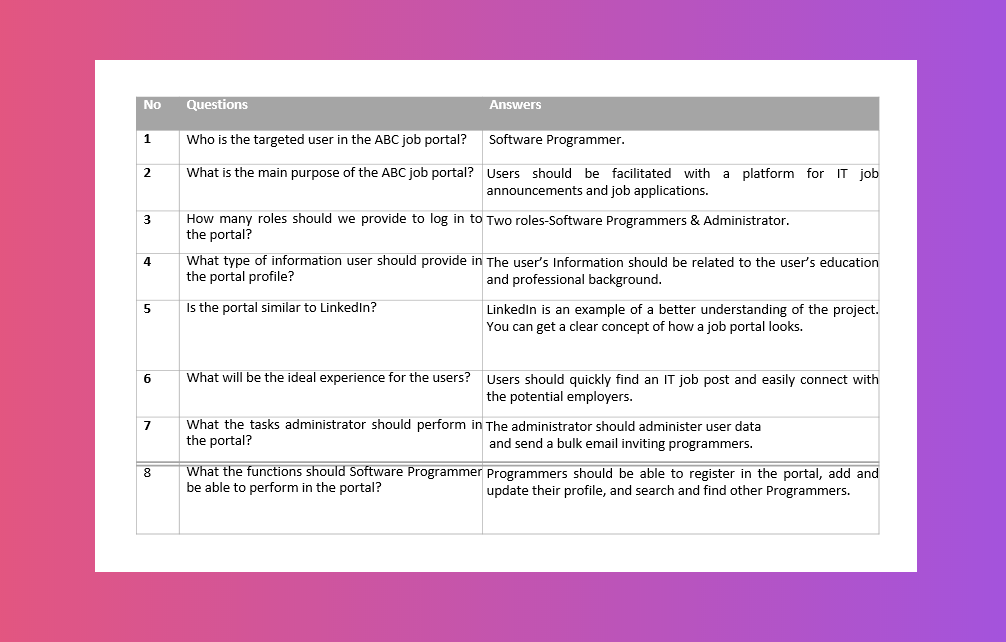 No Questions Answers
1 Who is the targeted user in the ABC job portal? Software Programmer.
2 What is the main purpose of the ABC job portal? Users should be facilitated with a platform for IT job
announcements and job applications.
3 How many roles should we provide to log in to Two roles-Software Programmers & Administrator.
the portal?
4 What type of information user should provide in The user’s Information should be related to the user’s education
the portal profile? and professional background.
5 Is the portal similar to LinkedIn? LinkedIn is an example of a better understanding of the project.
You can get a clear concept of how a job portal looks.
6 What will be the ideal experience for the users? Users should quickly find an IT job post and easily connect with
the potential employers.
7 What the tasks administrator should perform in The administrator should administer user data
the portal? and send a bulk email inviting programmers.
8 What the functions should Software Programmer Programmers should be able to register in the portal, add and
be able to perform in the portal? update their profile, and search and find other Programmers.